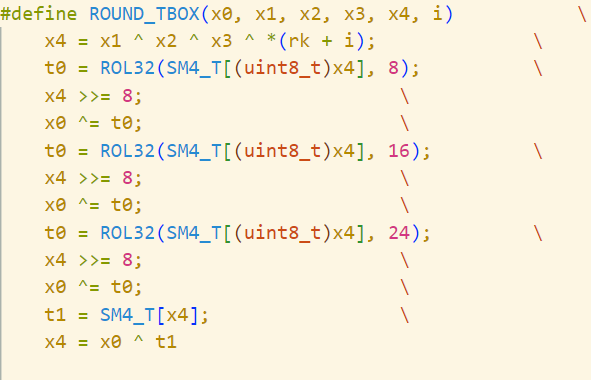 #define ROUND_TBOX(x0, x1, x2, x3, x4, i) \
x4 = x1 ^ x2 ^ x3 ^ *(rk + i); \
t0 = ROL32(SM4_T[(uint8_t)x4], 8); \
x4 >>= 8; \
x0 ^= t0; \
t0 = ROL32(SM4_T[(uint8_t)x4], 16); \
x4 >>= 8; \
x0 ^= t0; \
t0 = ROL32(SM4_T[(uint8_t)x4], 24); \
x4 >>= 8; \
x0 ^= t0; \
t1 = SM4_T[x4]; \
x4 = x0 ^ t1